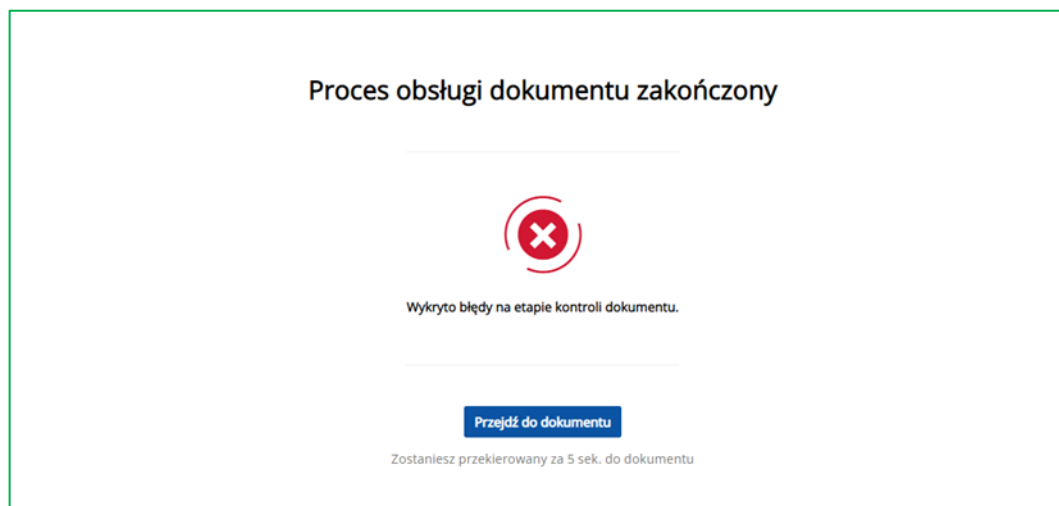 Proces obsługi dokumentu zakończony
Wykryto błędy na etapie kontroli dokumentu.
Przejdź do dokumentu
Zostaniesz przekierowany za 5 sek. do dokumentu